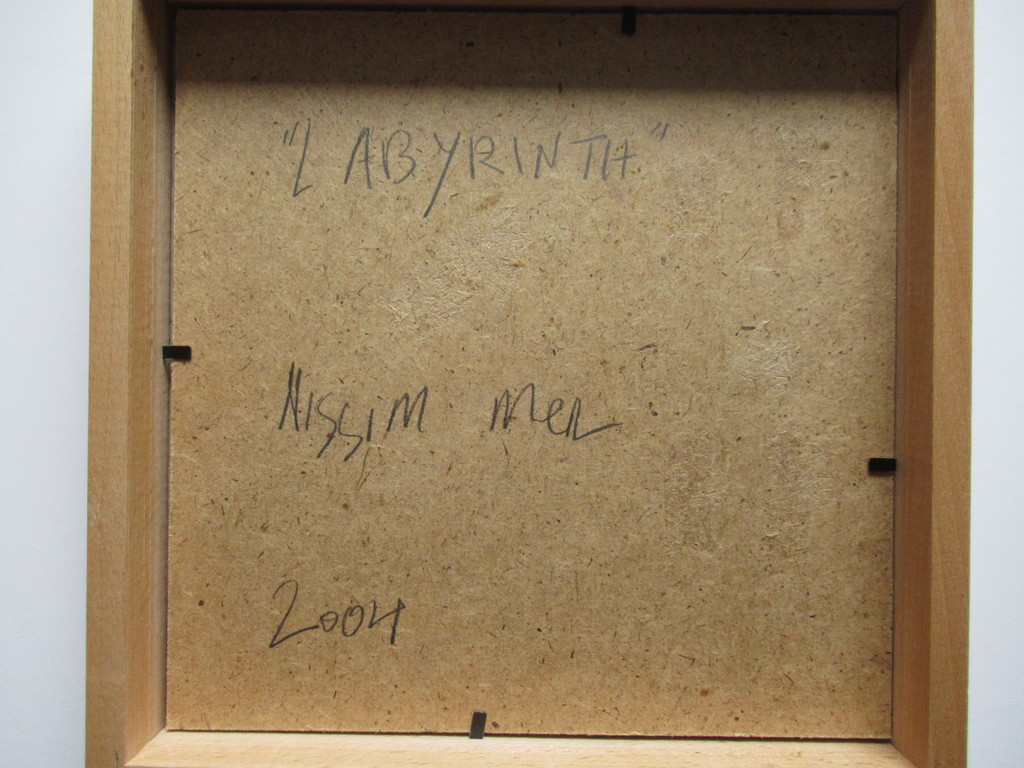 "LABYRINTH"
NISSIM MeR
2004